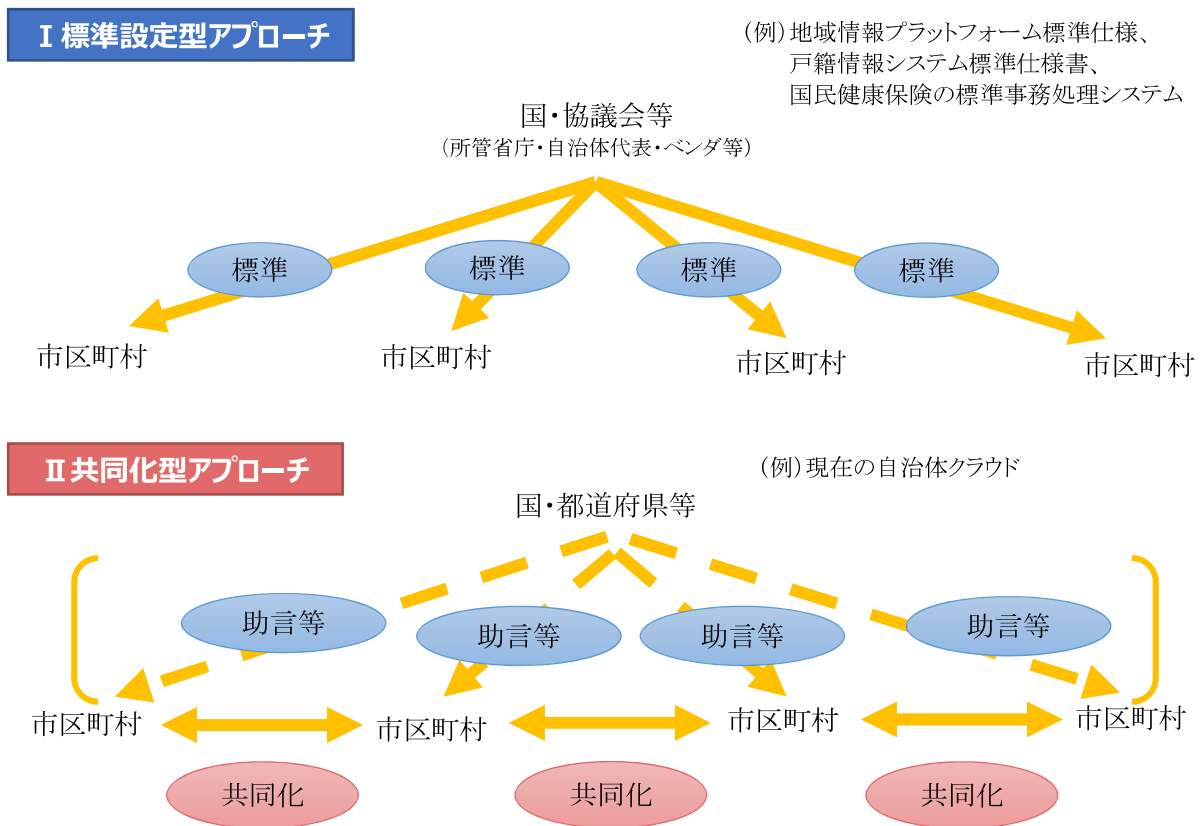 Ⅰ標準設定型アプローチ
(例)地域情報プラットフォーム標準仕様、
戸籍情報システム標準仕様書、
国民健康保険の標準事務処理システム
国・協議会等
(所管省庁・自治体代表・ベンダ等)
標準
標準
標準
標準
市区町村
市区町村
市区町村
市区町村
Ⅱ共同化型アプローチ
(例)現在の自治体クラウド
国・都道府県等
助言等
助言等
助言等
助言等
市区町村
市区町村
市区町村
市区町村
共同化
共同化
共同化